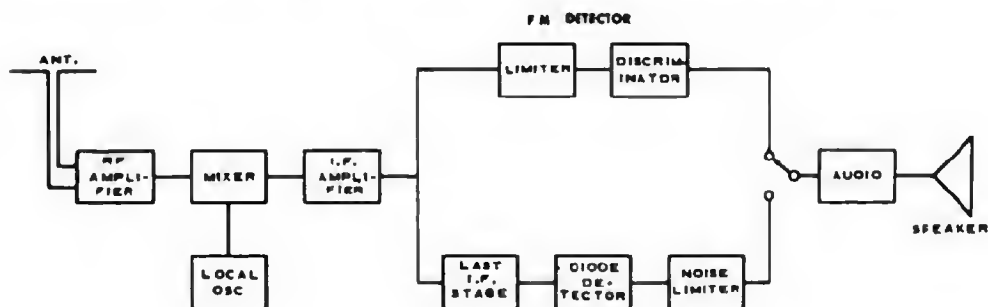 FM DETECTOR
ANT.
LIMITER
DISCRIM-
INATOR
RF
AMPLI-
FIER
MIXER
I.F.
AMPLI-
FIER
AUDIO
SPEAKER
LOCAL
OSC
LAST
I.F.
STAGE
DIODE
DE-
TECTOR
NOISE
LIMITER